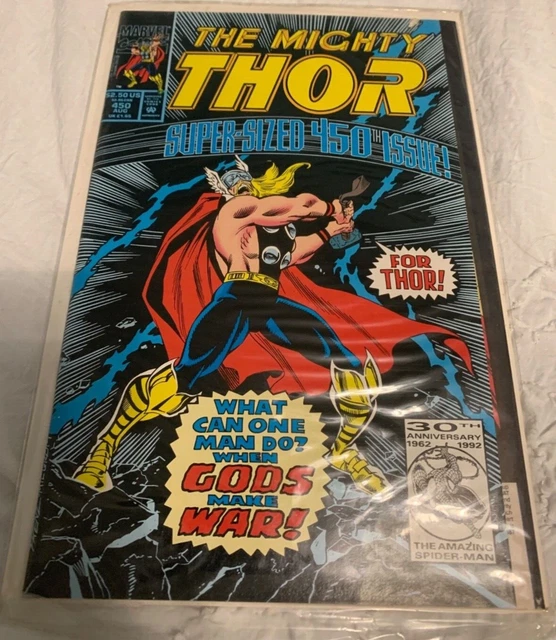 MARVEL
$2.50 US
450
AUG
THE MIGHTY
THOR
SUPER-SIZED 450TH ISSUE!
FOR
THOR!
WHAT
CAN ONE
MAN DO?
WHEN
GODS
MAKE
WAR!
30TH
ANNIVERSARY
1962 1992
THE AMAZING
SPIDER-MAN